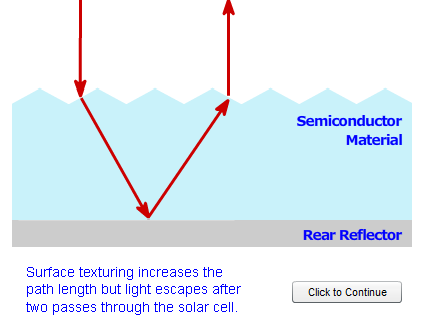 Semiconductor
Material
Rear Reflector
Surface texturing increases the
path length but light escapes after
two passes through the solar cell.
Click to Continue